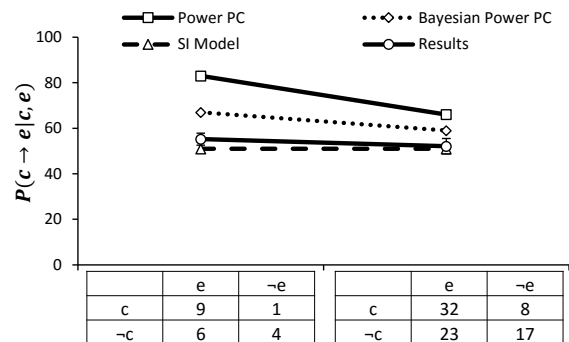 Power PC Bayesian Power PC
SI Model Results
P(c → e|c, e)
100
80
60
40
20
0
e ¬e
c 9 1
¬c 6 4
e ¬e
c 32 8
¬c 23 17